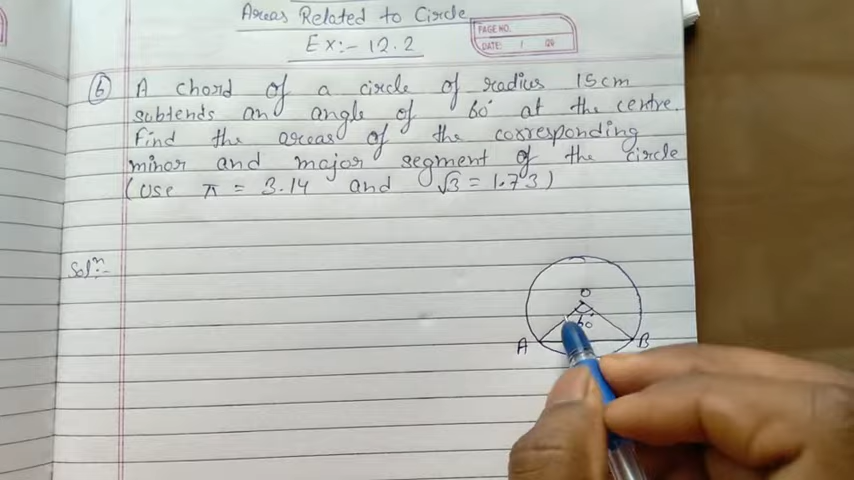 Areas Related to Circle
Ex:- 12.2
PAGE NO.
DATE: / 20
⑥ A chord of a circle of radius 15cm
subtends an angle of 60° at the centre.
Find the areas of the corresponding
minor and major segment of the circle
(Use π = 3.14 and √3 = 1.73)
Solⁿ:-
O
60°
A B